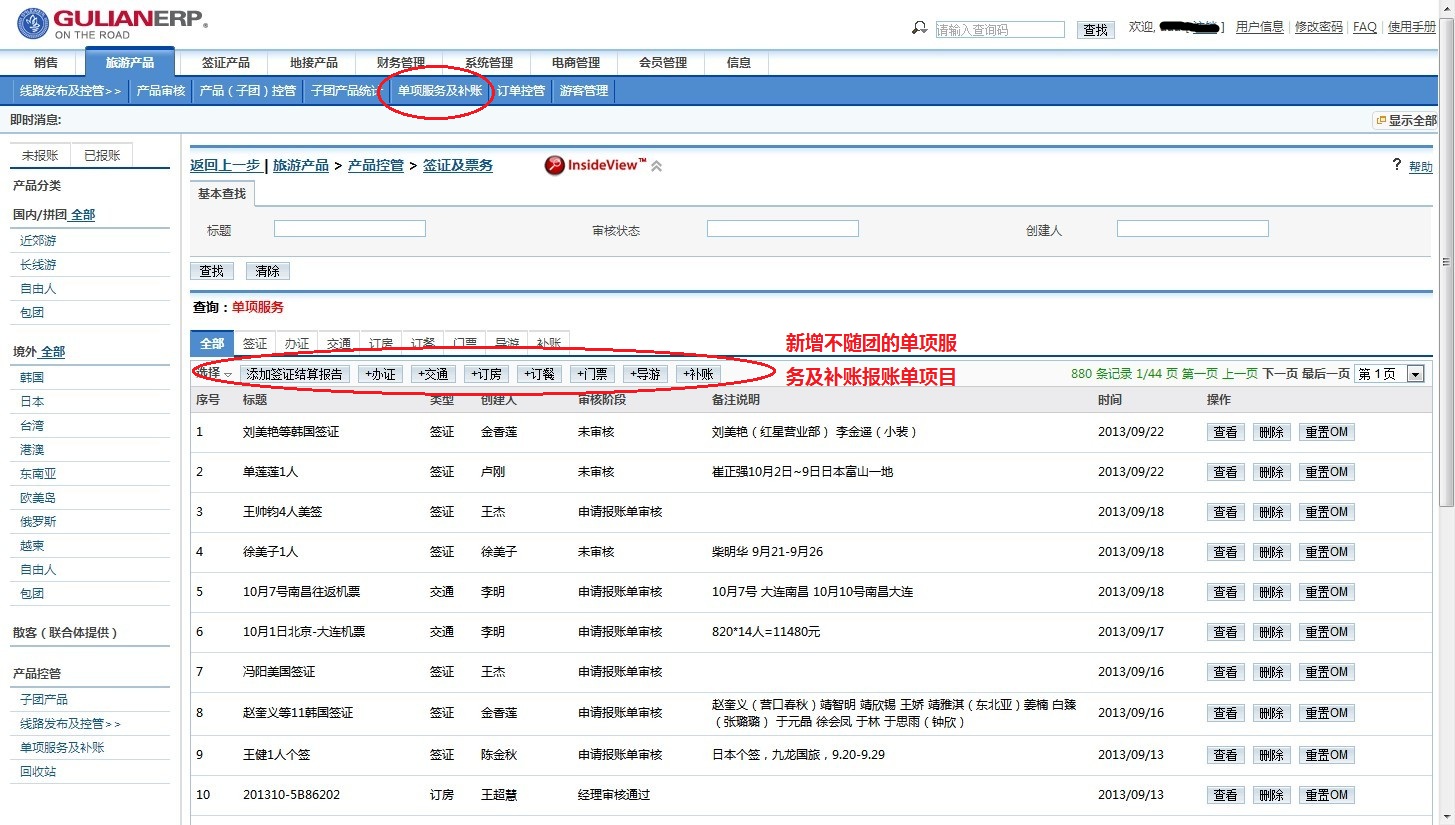 GULIANERP®
ON THE ROAD
请输入查询码 查找 欢迎, 用户信息 | 修改密码 | FAQ | 使用手册
销售 旅游产品 签证产品 地接产品 财务管理 系统管理 电商管理 会员管理 信息
线路发布及控管>> 产品审核 产品（子团）控管 子团产品统计 单项服务及补账 订单控管 游客管理
即时消息: 显示全部
未报账 已报账
产品分类
国内/拼团 全部
近郊游
长线游
自由人
包团
境外 全部
韩国
日本
台湾
港澳
东南亚
欧美岛
俄罗斯
越柬
自由人
包团
散客（联合体提供）
产品控管
子团产品
线路发布及控管>>
单项服务及补账
回收站
返回上一步 | 旅游产品 > 产品控管 > 签证及票务 InsideView™ ? 帮助
基本查找
标题 审核状态 创建人
查找 清除
查询：单项服务
全部 签证 办证 交通 订房 订餐 门票 导游 补账
新增不随团的单项服
务及补账报账单项目
选择 添加签证结算报告 +办证 +交通 +订房 +订餐 +门票 +导游 +补账 880 条记录 1/44 页 第一页 上一页 下一页 最后一页 第 1 页
序号 标题 类型 创建人 审核阶段 备注说明 时间 操作
1 刘美艳等韩国签证 签证 金香莲 未审核 刘美艳（红星营业部） 李金遥（小裴） 2013/09/22 查看 删除 重置OM
2 单莲莲1人 签证 卢刚 未审核 崔正强10月2日~9日日本富山一地 2013/09/22 查看 删除 重置OM
3 王帅钧4人美签 签证 王杰 申请报账单审核 2013/09/18 查看 删除 重置OM
4 徐美子1人 签证 徐美子 未审核 柴明华 9月21-9月26 2013/09/18 查看 删除 重置OM
5 10月7号南昌往返机票 交通 李明 申请报账单审核 10月7号 大连南昌 10月10号南昌大连 2013/09/18 查看 删除 重置OM
6 10月1日北京-大连机票 交通 李明 申请报账单审核 820*14人=11480元 2013/09/17 查看 删除 重置OM
7 冯阳美国签证 签证 王杰 申请报账单审核 2013/09/16 查看 删除 重置OM
8 赵奎义等11韩国签证 签证 金香莲 申请报账单审核 赵奎义（营口春秋）靖智明 靖欣锡 王娇 靖雅淇（东北亚）姜楠 白臻
（张璐璐） 于元晶 徐会凤 于林 于思雨（钟欣） 2013/09/16 查看 删除 重置OM
9 王健1人个签 签证 陈金秋 申请报账单审核 日本个签，九龙国旅，9.20-9.29 2013/09/13 查看 删除 重置OM
10 201310-5B86202 订房 王超慧 经理审核通过 2013/09/13 查看 删除 重置OM